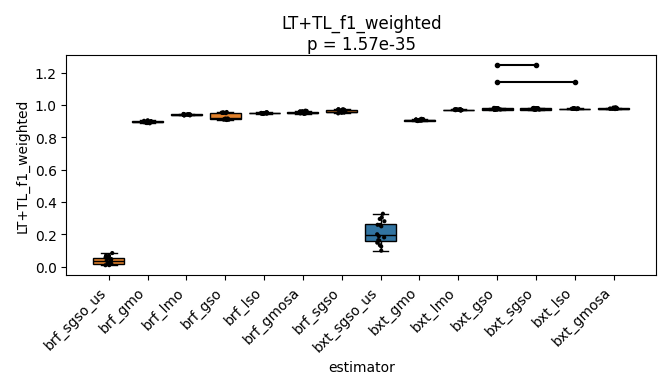 LT+TL_f1_weighted
p = 1.57e-35
LT+TL_f1_weighted
1.2
1.0
0.8
0.6
0.4
0.2
0.0
brf_sgso_us
brf_gmo
brf_lmo
brf_gso
brf_lso
brf_gmosa
brf_sgso
bxt_sgso_us
bxt_gmo
bxt_lmo
bxt_gso
bxt_sgso
bxt_lso
bxt_gmosa
estimator